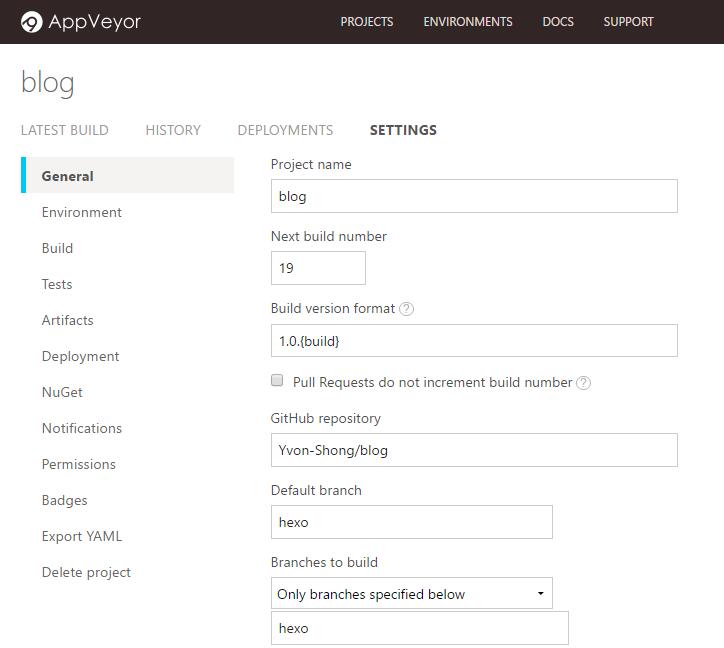 AppVeyor PROJECTS ENVIRONMENTS DOCS SUPPORT
blog
LATEST BUILD HISTORY DEPLOYMENTS SETTINGS
General
Environment
Build
Tests
Artifacts
Deployment
NuGet
Notifications
Permissions
Badges
Export YAML
Delete project
Project name
blog
Next build number
19
Build version format ?
1.0.{build}
Pull Requests do not increment build number ?
GitHub repository
Yvon-Shong/blog
Default branch
hexo
Branches to build
Only branches specified below
hexo